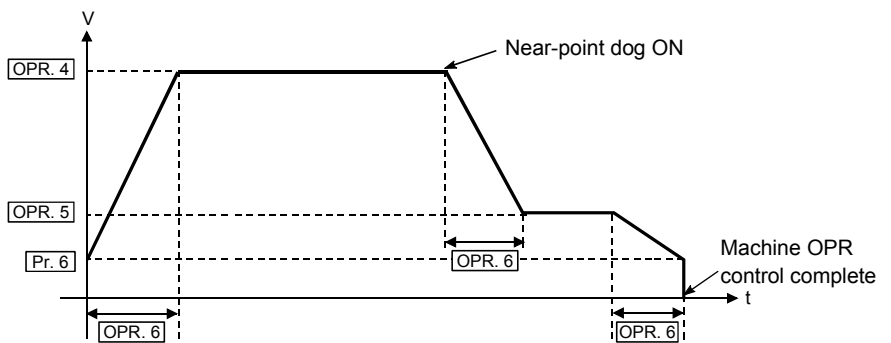 V
Near-point dog ON
OPR. 4
OPR. 5
Pr. 6
OPR. 6
Machine OPR
control complete
t
OPR. 6
OPR. 6